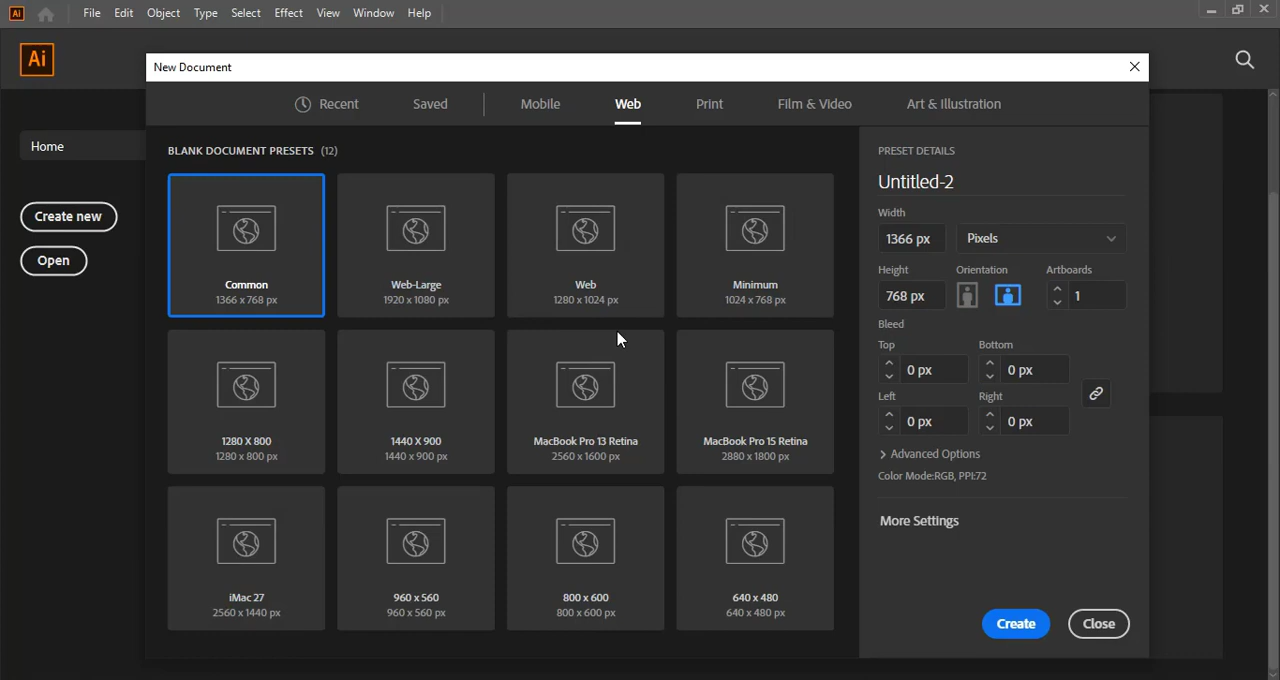 Ai File Edit Object Type Select Effect View Window Help
Ai
New Document
Recent Saved Mobile Web Print Film & Video Art & Illustration
Home
Create new
Open
BLANK DOCUMENT PRESETS (12)
Common
1366 x 768 px
Web-Large
1920 x 1080 px
Web
1280 x 1024 px
Minimum
1024 x 768 px
1280 X 800
1280 x 800 px
1440 X 900
1440 x 900 px
MacBook Pro 13 Retina
2560 x 1600 px
MacBook Pro 15 Retina
2880 x 1800 px
iMac 27
2560 x 1440 px
960 x 560
960 x 560 px
800 x 600
800 x 600 px
640 x 480
640 x 480 px
PRESET DETAILS
Untitled-2
Width
1366 px Pixels
Height Orientation Artboards
768 px 1
Bleed
Top Bottom
0 px 0 px
Left Right
0 px 0 px
Advanced Options
Color Mode:RGB, PPI:72
More Settings
Create Close